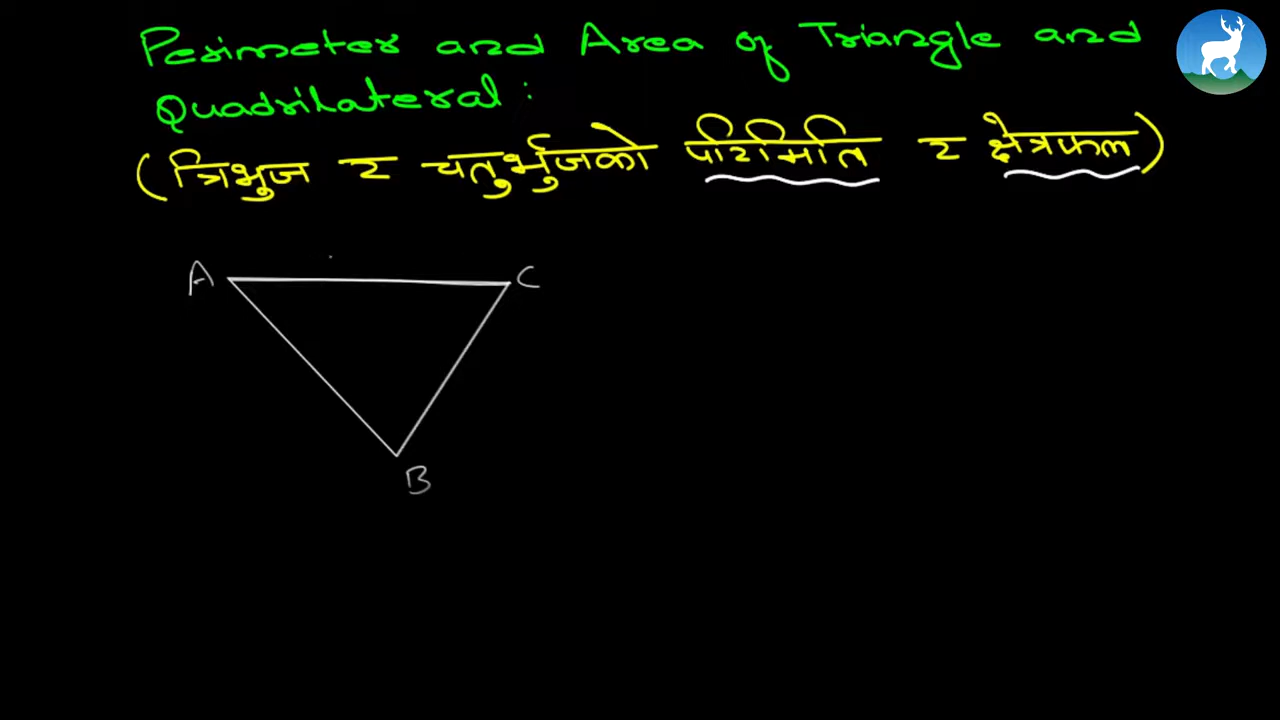 Perimeter and Area of Triangle and
Quadrilateral :
(त्रिभुज र चतुर्भुजको परिमिति र क्षेत्रफल)
A
C
B